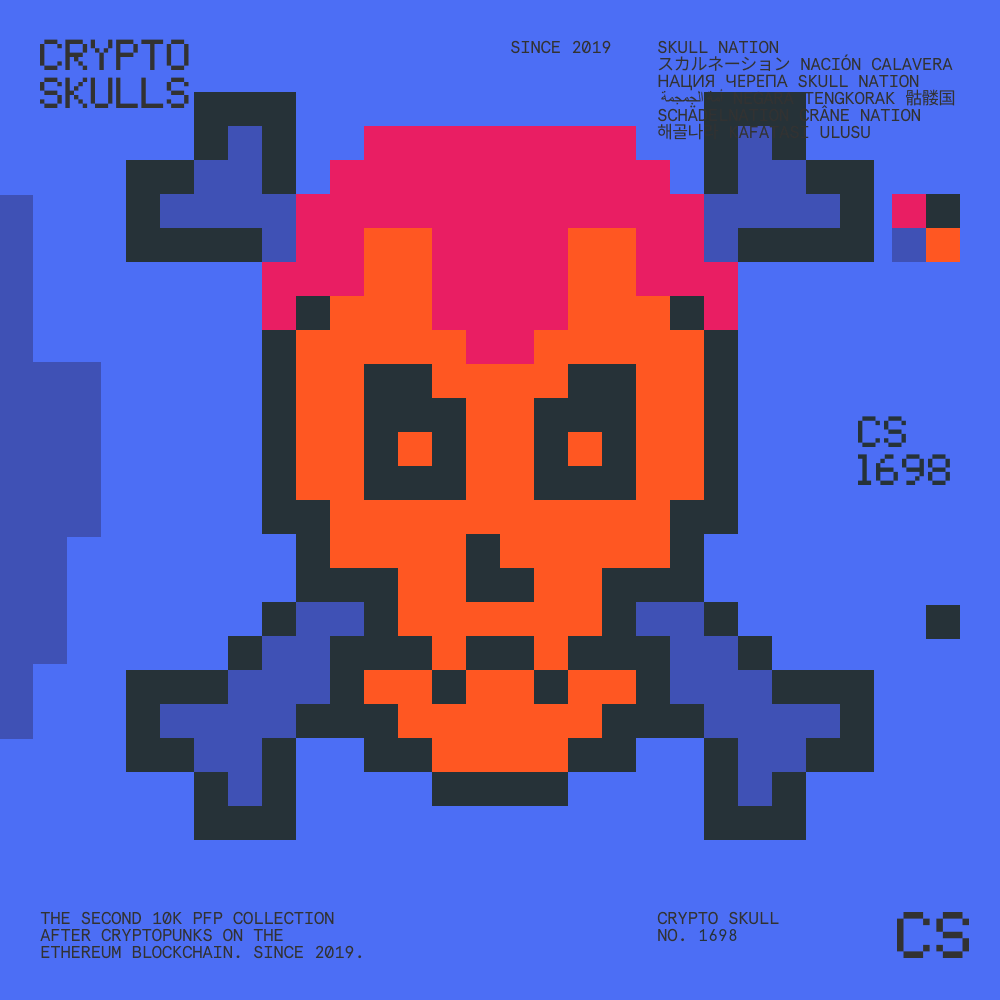 CRYPTO
SKULLS
SINCE 2019
SKULL NATION
スカルネーション NACIÓN CALAVERA
НАЦИЯ ЧЕРЕПА SKULL NATION
TENGKORAK 骷髅国
CRÂNE NATION
ULUSU
CS
1698
THE SECOND 10K PFP COLLECTION
AFTER CRYPTOPUNKS ON THE
ETHEREUM BLOCKCHAIN. SINCE 2019.
CRYPTO SKULL
NO. 1698
CS